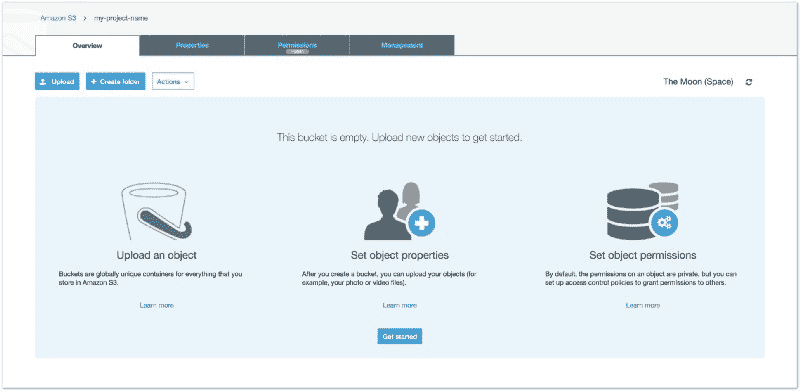 Amazon S3 > my-project-name
Overview Properties Permissions Management
Public
Upload + Create folder Actions The Moon (Space)
This bucket is empty. Upload new objects to get started.
Upload an object Set object properties Set object permissions
Buckets are globally unique containers for everything that you
store in Amazon S3.
After you create a bucket, you can upload your objects (for
example, your photo or video files).
By default, the permissions on an object are private, but you can
set up access control policies to grant permissions to others.
Learn more Learn more Learn more
Get started